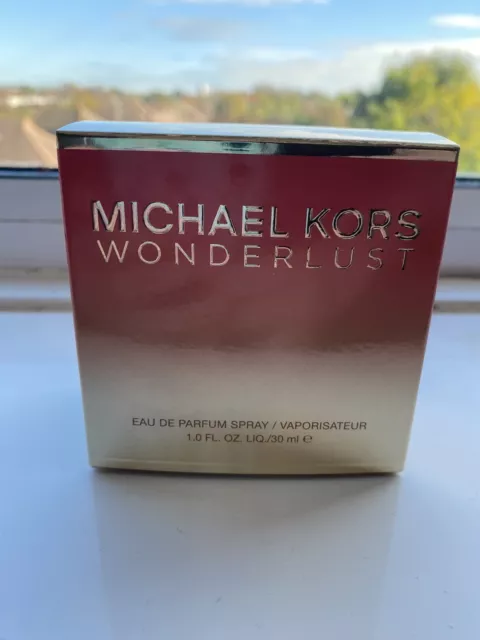 MICHAEL KORS
WONDERLUST
EAU DE PARFUM SPRAY / VAPORISATEUR
1.0 FL. OZ. LIQ./30 ml ℮